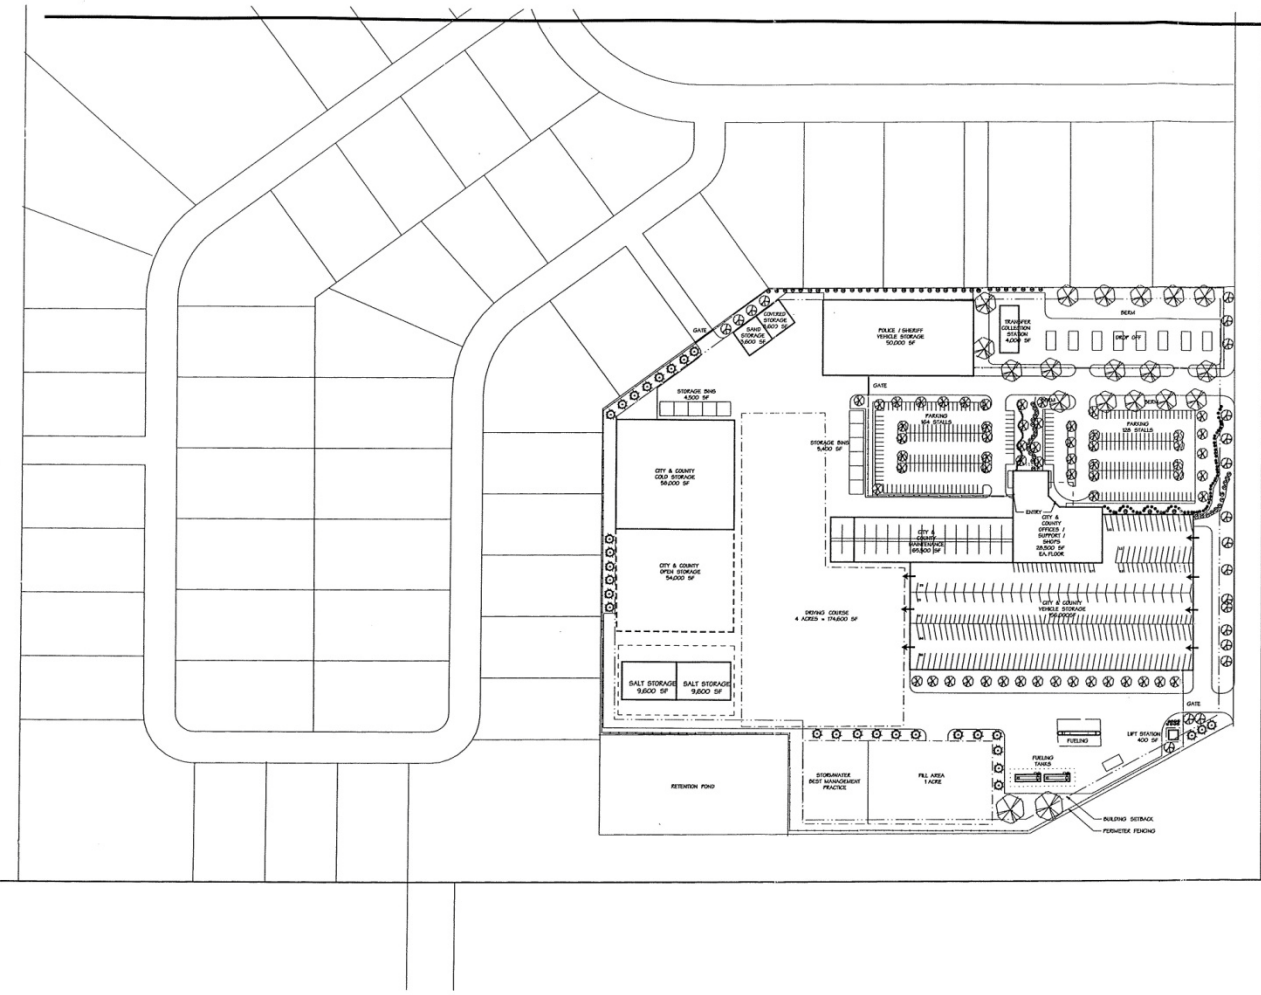 COVERED
STORAGE
SAND
STORAGE
3,600 SF
GATE
POLICE / SHERIFF
VEHICLE STORAGE
50,000 SF
TRANSFER
COLLECTION
STATION
4,000 SF
BERM
DROP OFF
GATE
STORAGE BINS
4,500 SF
STORAGE BINS
5,400 SF
PARKING
164 STALLS
BERM
PARKING
128 STALLS
CITY & COUNTY
COLD STORAGE
58,000 SF
CITY & COUNTY
OPEN STORAGE
54,000 SF
ENTRY
CITY &
COUNTY
OFFICES /
SUPPORT /
SHOPS
28,500 SF
EA. FLOOR
CITY &
COUNTY
MAINTENANCE
CITY & COUNTY
VEHICLE STORAGE
DRIVING COURSE
4 ACRES = 174,600 SF
SALT STORAGE
9,600 SF
SALT STORAGE
9,600 SF
GATE
LIFT STATION
400 SF
FUELING
FUELING
TANKS
RETENTION POND
STORMWATER
BEST MANAGEMENT
PRACTICE
FILL AREA
1 ACRE
BUILDING SETBACK
PERIMETER FENCING